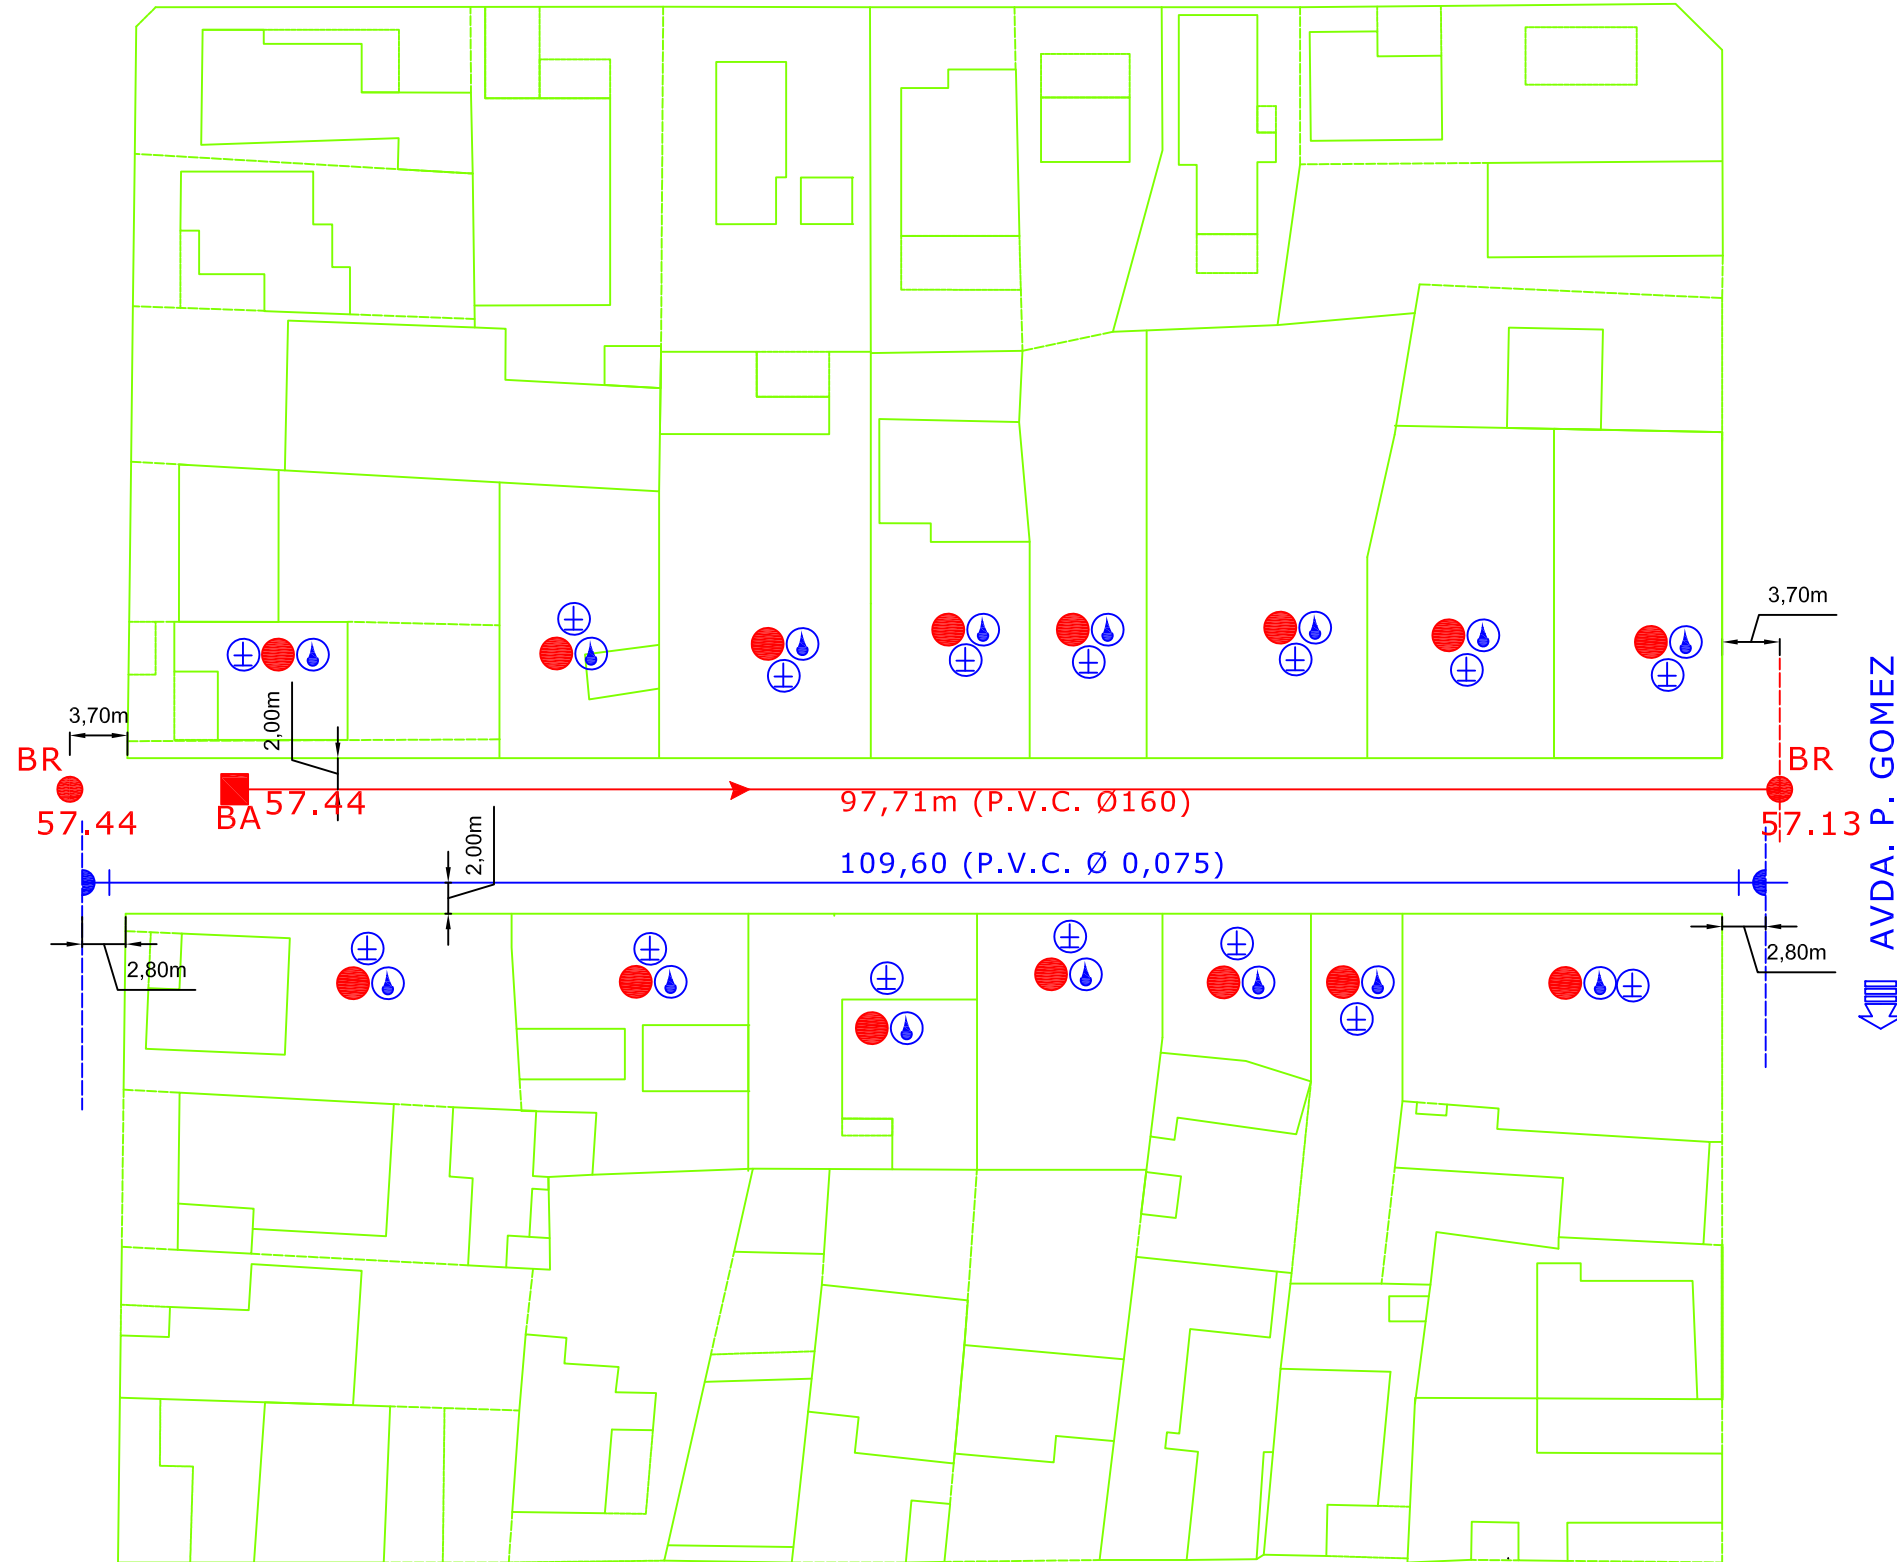 3,70m
AVDA. P. GOMEZ
3,70m
2,00m
BR
BR
57.44
BA
57.44
97,71m (P.V.C. Ø160)
57.13
2,00m
109,60 (P.V.C. Ø 0,075)
2,80m
2,80m